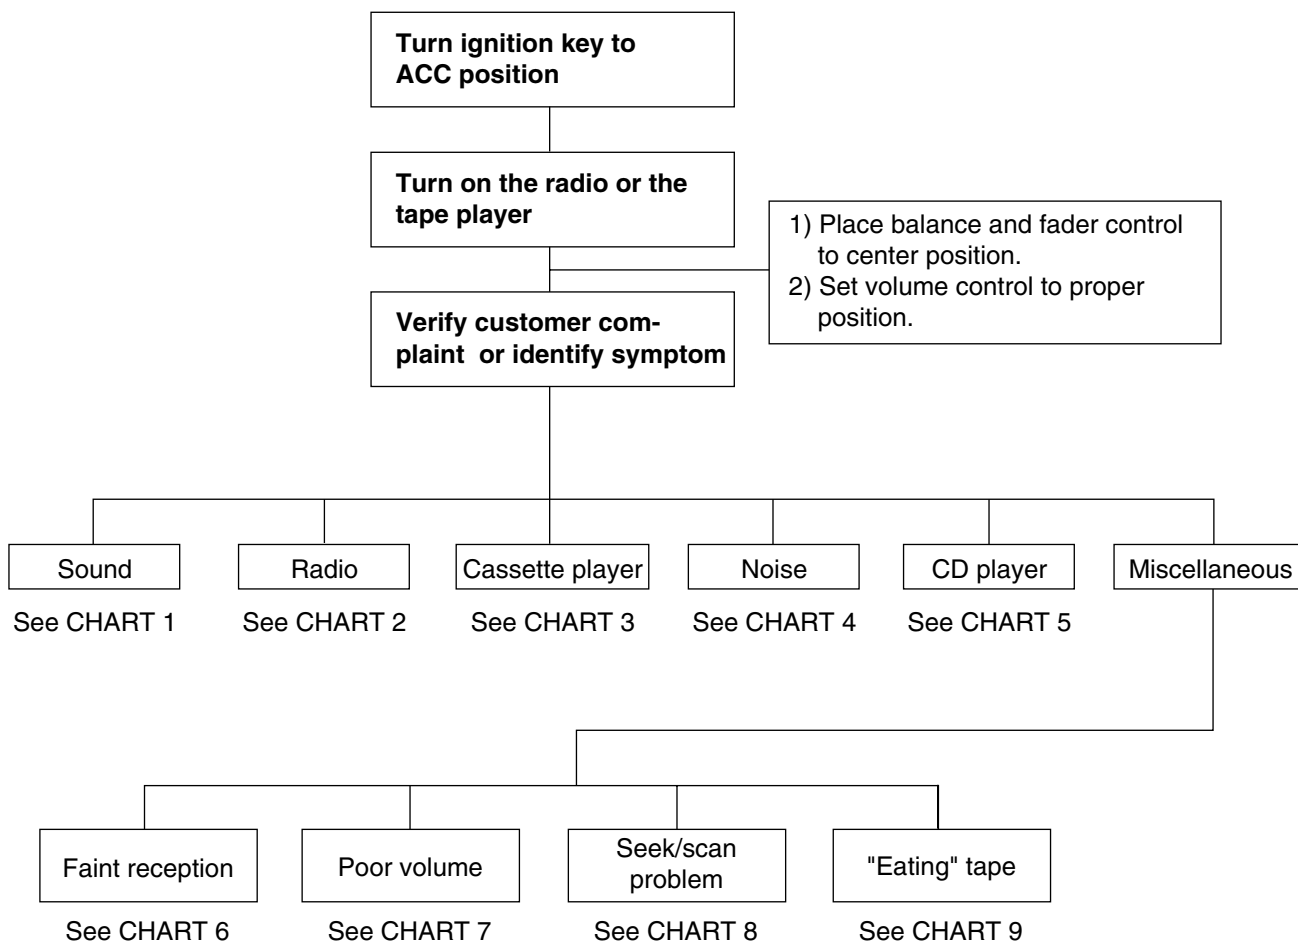 Turn ignition key to
ACC position
Turn on the radio or the
tape player
1) Place balance and fader control
to center position.
2) Set volume control to proper
position.
Verify customer com-
plaint or identify symptom
Sound
Radio
Cassette player
Noise
CD player
Miscellaneous
See CHART 1
See CHART 2
See CHART 3
See CHART 4
See CHART 5
Faint reception
Poor volume
Seek/scan
problem
"Eating" tape
See CHART 6
See CHART 7
See CHART 8
See CHART 9